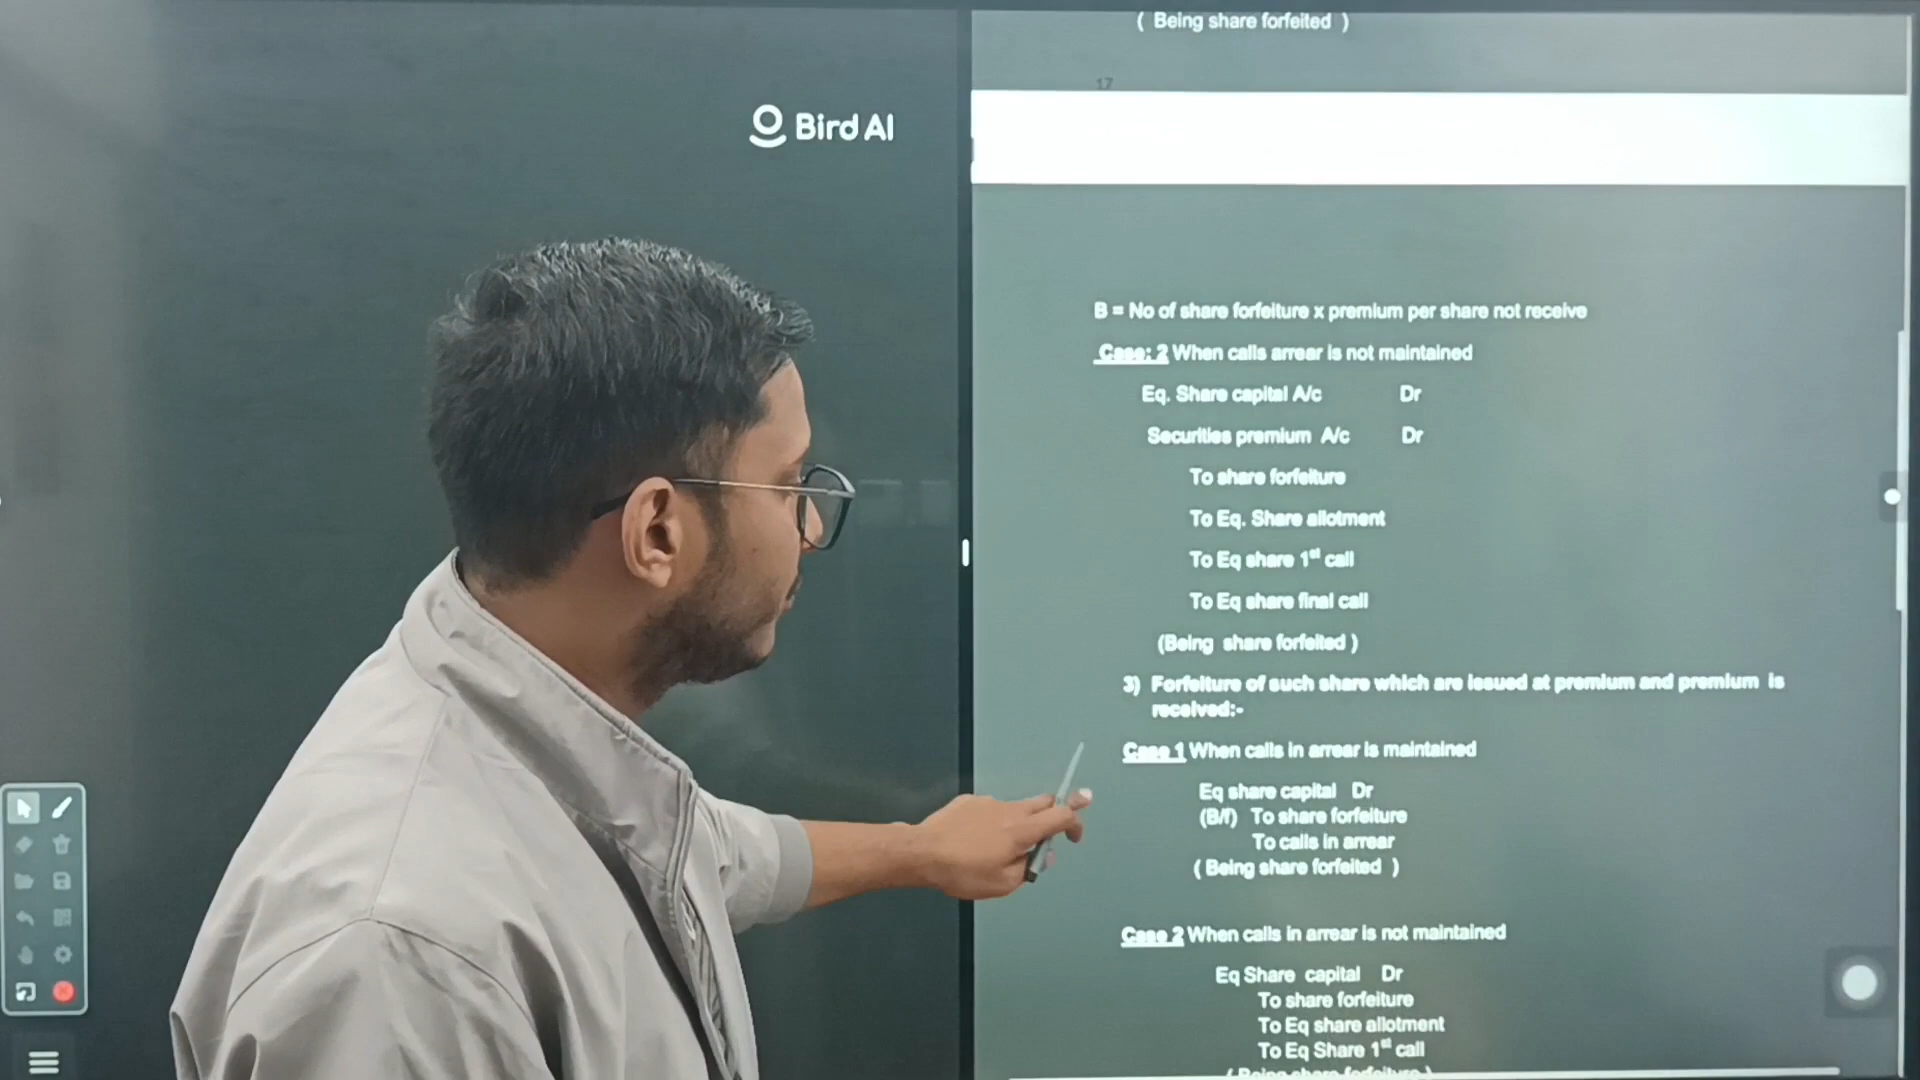 ( Being share forfeited )
17
Bird AI
B = No of share forfeiture x premium per share not receive
Case: 2 When calls arrear is not maintained
Eq. Share capital A/c Dr
Securities premium A/c Dr
To share forfeiture
To Eq. Share allotment
To Eq share 1st call
To Eq share final call
(Being share forfeited )
3) Forfeiture of such share which are issued at premium and premium is
received:-
Case 1 When calls in arrear is maintained
Eq share capital Dr
(B/f) To share forfeiture
To calls in arrear
( Being share forfeited )
Case 2 When calls in arrear is not maintained
Eq Share capital Dr
To share forfeiture
To Eq share allotment
To Eq Share 1st call
( Being share forfeiture )